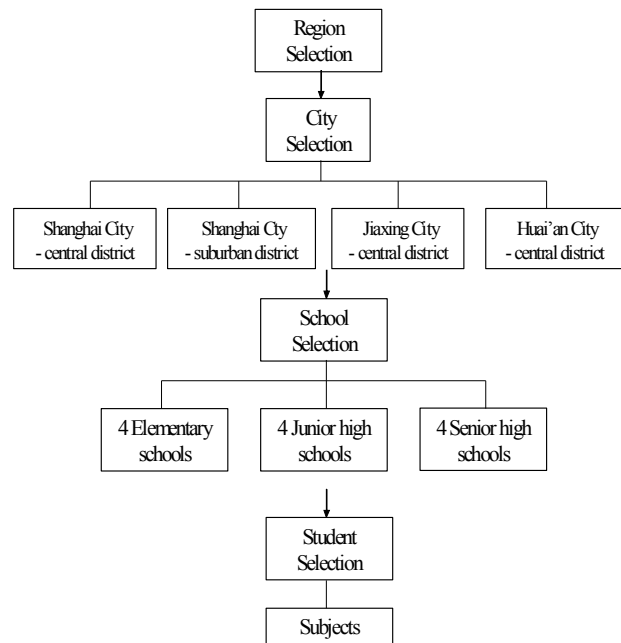 Region
Selection
City
Selection
Shanghai City
- central district
Shanghai Cty
- suburban district
Jiaxing City
- central district
Huai’an City
- central district
School
Selection
4 Elementary
schools
4 Junior high
schools
4 Senior high
schools
Student
Selection
Subjects